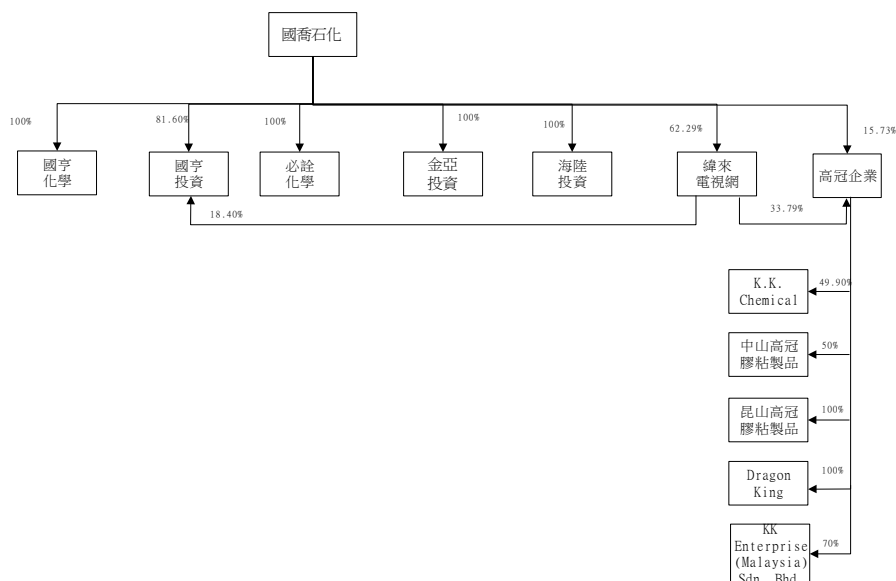 國喬石化
100%
81.60%
100%
100%
100%
62.29%
15.73%
國亨
化學
國亨
投資
必詮
化學
金亞
投資
海陸
投資
緯來
電視網
高冠企業
18.40%
33.79%
K.K.
Chemical
49.90%
中山高冠
膠粘製品
50%
昆山高冠
膠粘製品
100%
Dragon
King
100%
KK
Enterprise
(Malaysia)
Sdn. Bhd.
70%